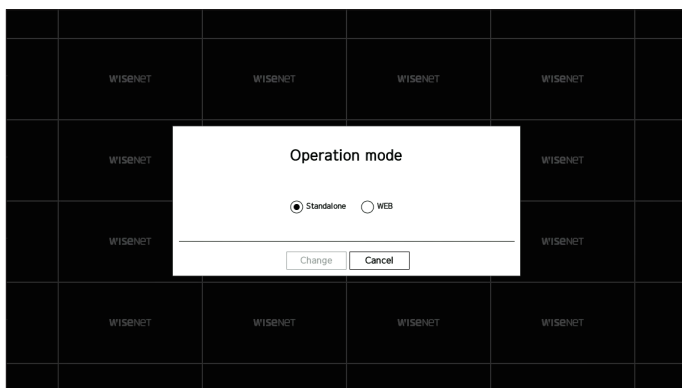 WISENET WISENET WISENET WISENET
WISENET Operation mode WISENET
Standalone WEB
WISENET WISENET
Change Cancel
WISENET WISENET WISENET WISENET